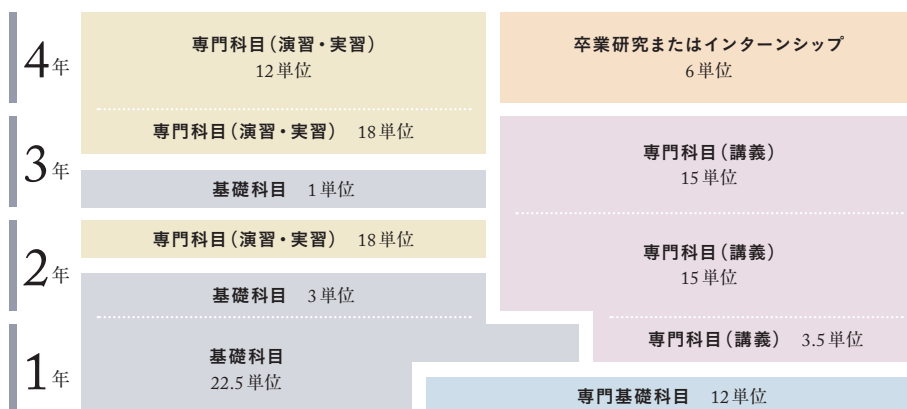 4年
専門科目(演習・実習)
12単位
卒業研究またはインターンシップ
6単位
3年
専門科目(演習・実習) 18単位
基礎科目 1単位
専門科目(講義)
15単位
2年
専門科目(演習・実習) 18単位
基礎科目 3単位
専門科目(講義)
15単位
1年
基礎科目
22.5単位
専門科目(講義) 3.5単位
専門基礎科目 12単位